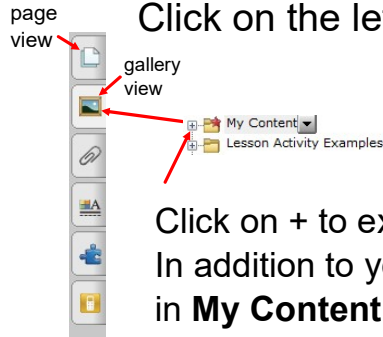 page
view
Click on the le
gallery
view
My Content
Lesson Activity Examples
Click on + to ex
In addition to yo
in My Content